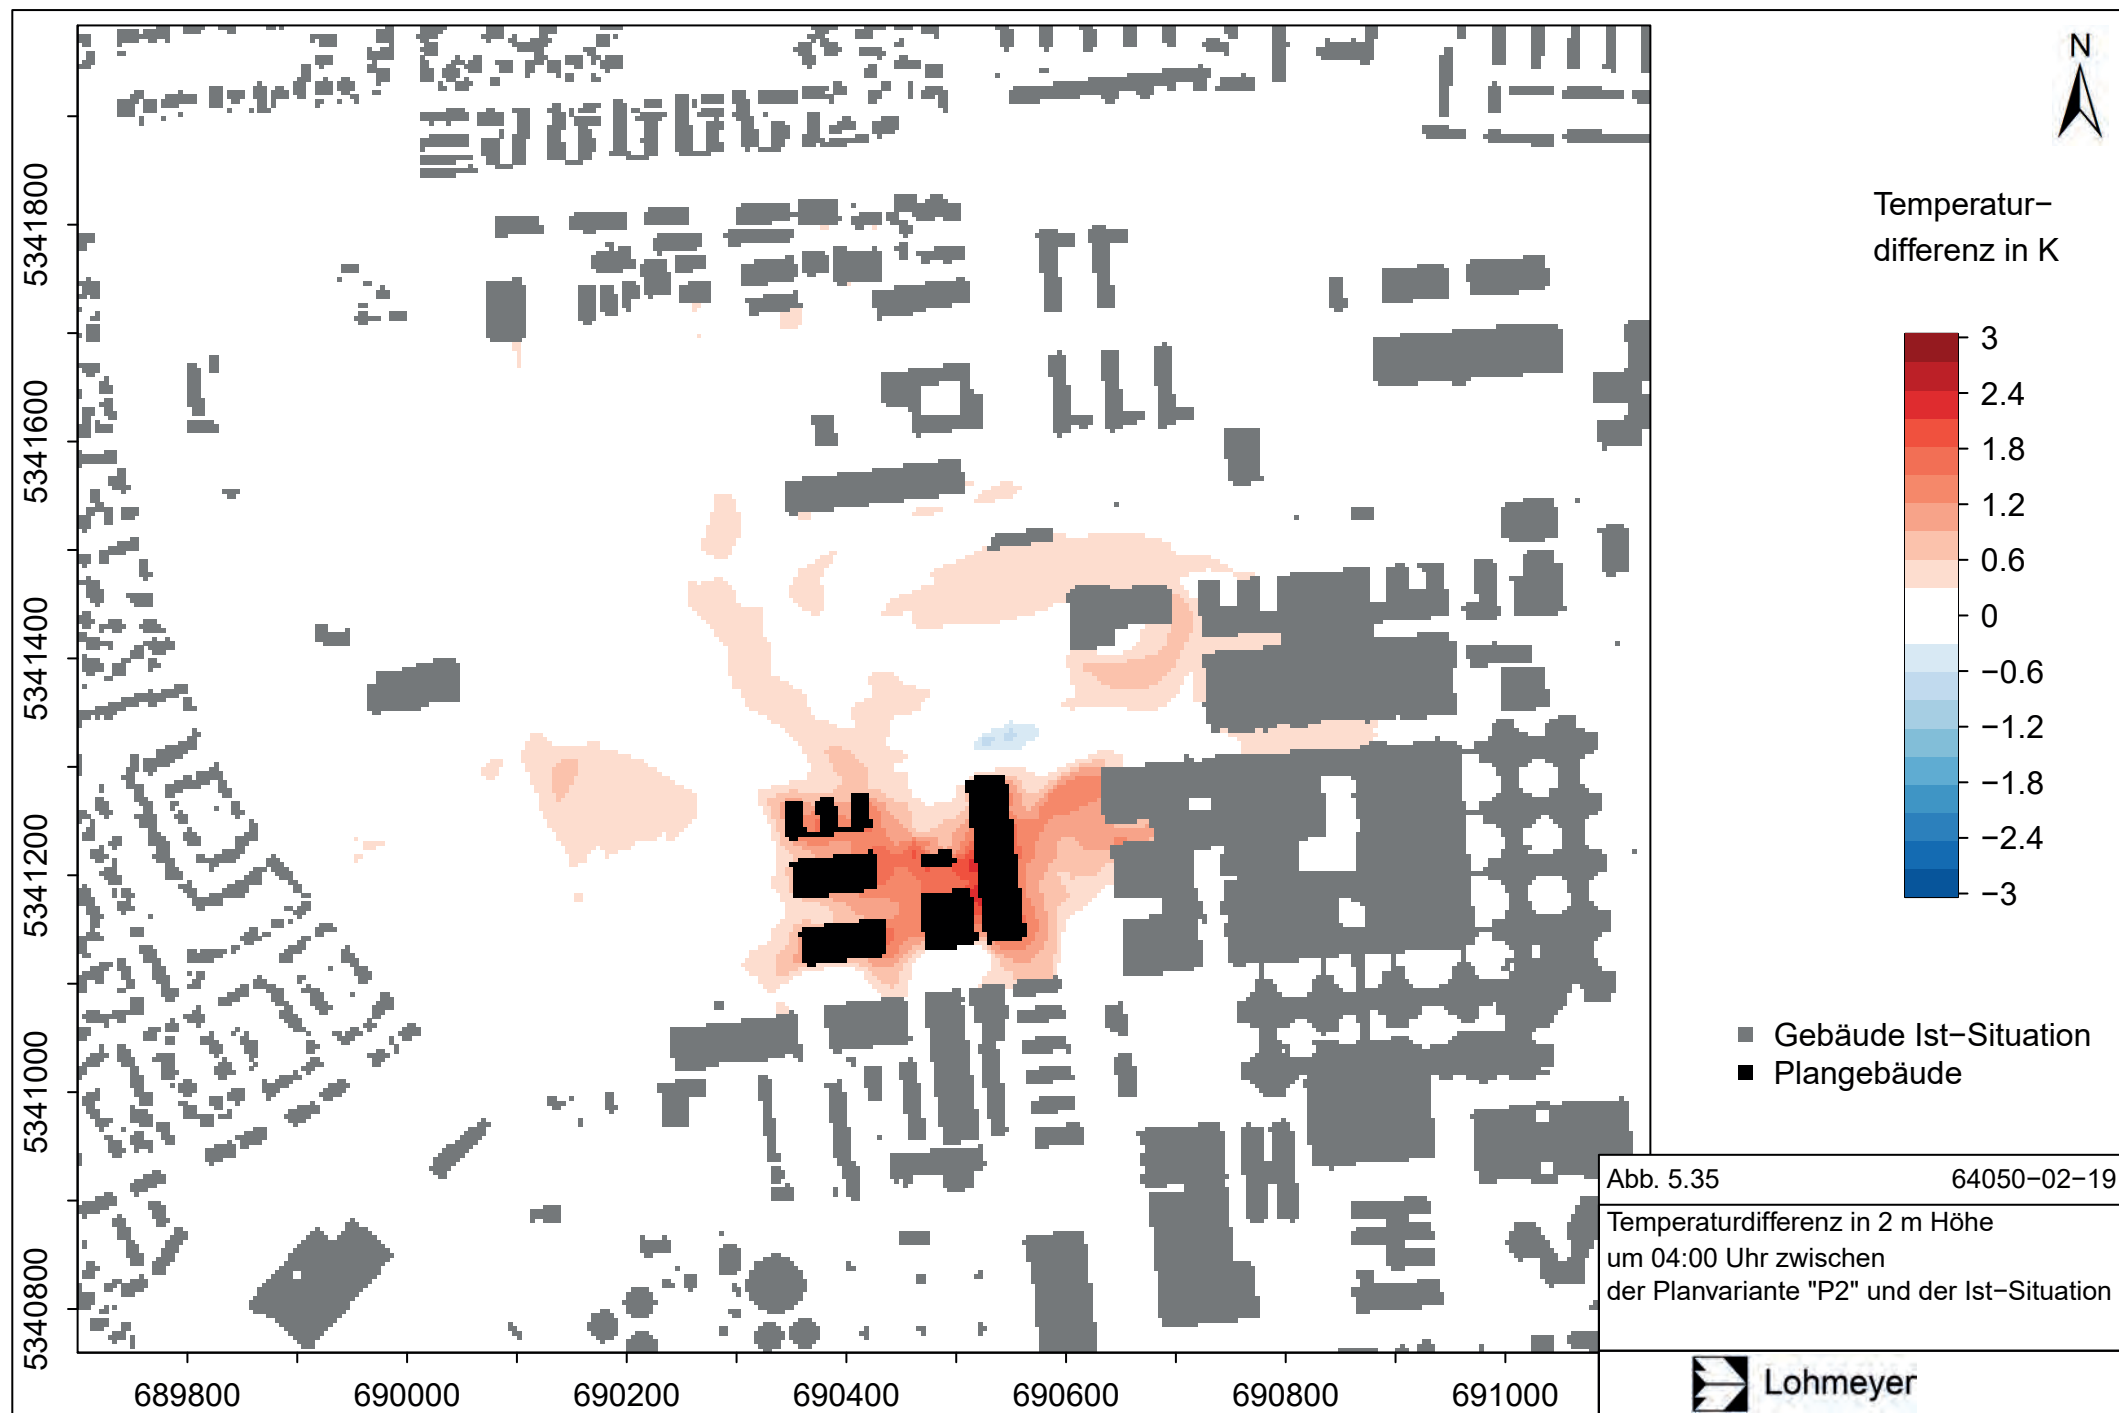 N
Temperatur−
differenz in K
3
2.4
1.8
1.2
0.6
0
−0.6
−1.2
−1.8
−2.4
−3
Gebäude Ist−Situation
Plangebäude
5341800
5341600
5341400
5341200
5341000
5340800
689800 690000 690200 690400 690600 690800 691000
Abb. 5.35 64050−02−19
Temperaturdifferenz in 2 m Höhe
um 04:00 Uhr zwischen
der Planvariante "P2" und der Ist−Situation
Lohmeyer